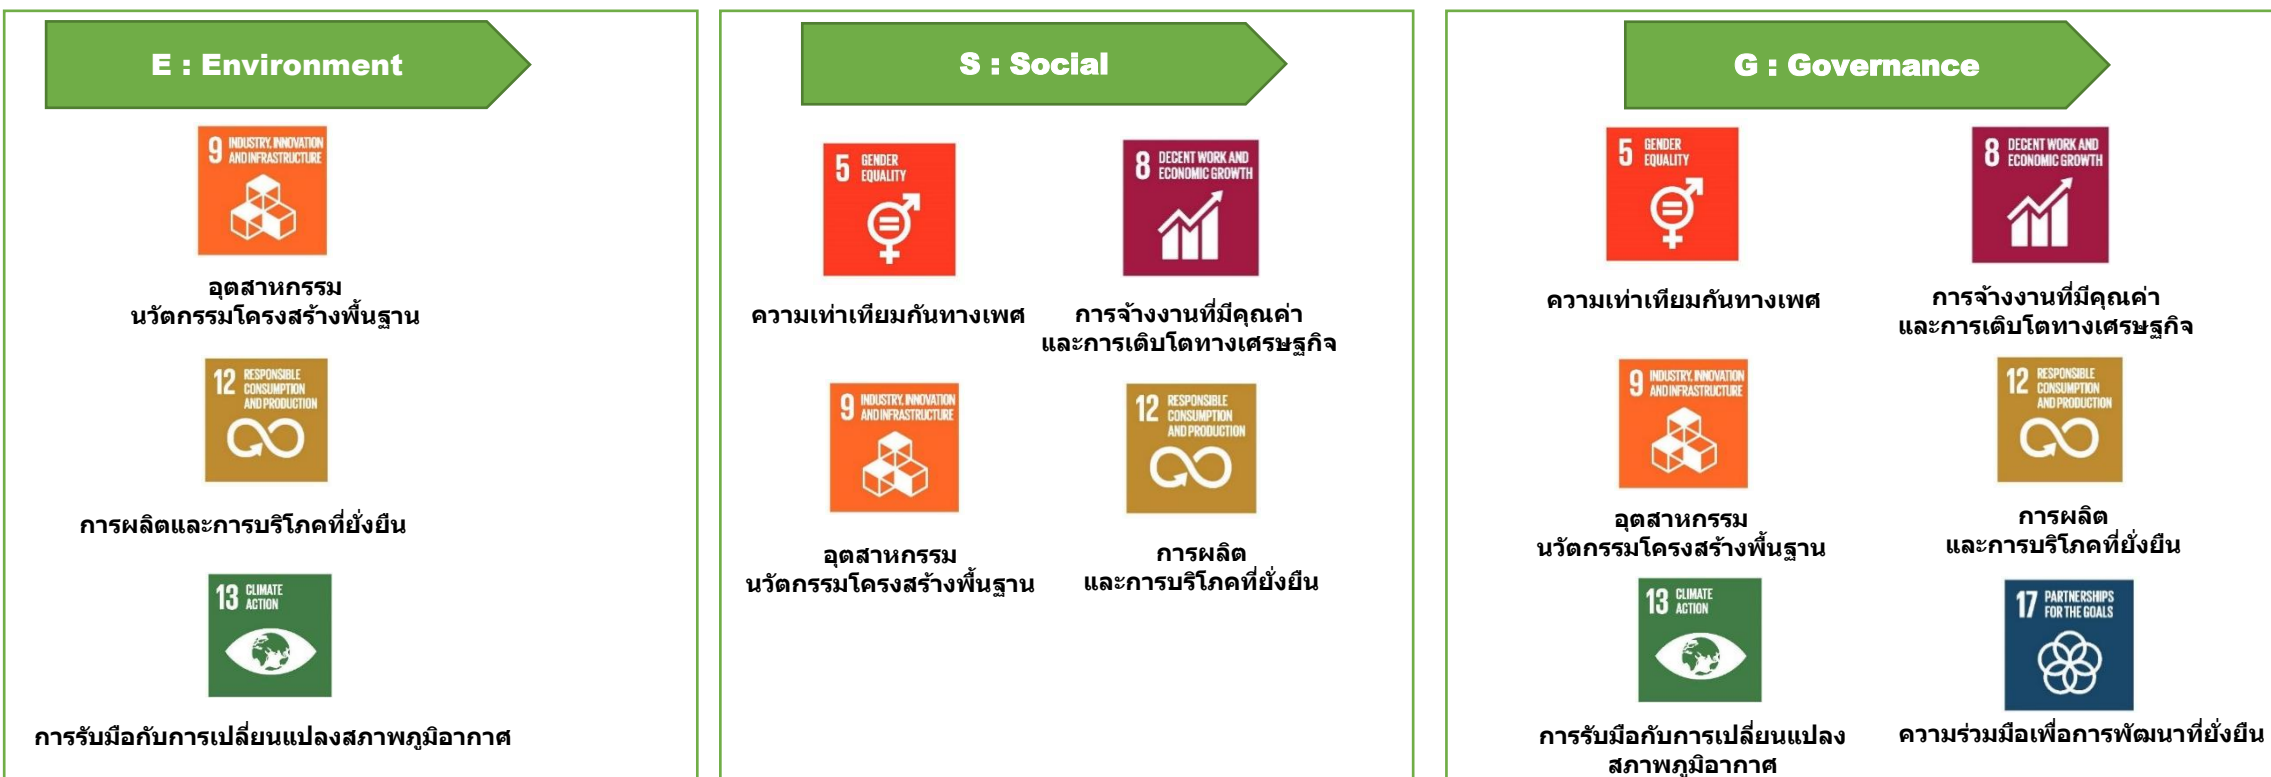 E : Environment
9 INDUSTRY, INNOVATION
AND INFRASTRUCTURE
อุตสาหกรรม
นวัตกรรมโครงสร้างพื้นฐาน
12 RESPONSIBLE
CONSUMPTION
AND PRODUCTION
การผลิตและการบริโภคที่ยั่งยืน
13 CLIMATE
ACTION
การรับมือกับการเปลี่ยนแปลงสภาพภูมิอากาศ
S : Social
5 GENDER
EQUALITY
ความเท่าเทียมกันทางเพศ
8 DECENT WORK AND
ECONOMIC GROWTH
การจ้างงานที่มีคุณค่า
และการเติบโตทางเศรษฐกิจ
9 INDUSTRY, INNOVATION
AND INFRASTRUCTURE
อุตสาหกรรม
นวัตกรรมโครงสร้างพื้นฐาน
12 RESPONSIBLE
CONSUMPTION
AND PRODUCTION
การผลิต
และการบริโภคที่ยั่งยืน
G : Governance
5 GENDER
EQUALITY
ความเท่าเทียมกันทางเพศ
8 DECENT WORK AND
ECONOMIC GROWTH
การจ้างงานที่มีคุณค่า
และการเติบโตทางเศรษฐกิจ
9 INDUSTRY, INNOVATION
AND INFRASTRUCTURE
อุตสาหกรรม
นวัตกรรมโครงสร้างพื้นฐาน
12 RESPONSIBLE
CONSUMPTION
AND PRODUCTION
การผลิต
และการบริโภคที่ยั่งยืน
13 CLIMATE
ACTION
การรับมือกับการเปลี่ยนแปลง
สภาพภูมิอากาศ
17 PARTNERSHIPS
FOR THE GOALS
ความร่วมมือเพื่อการพัฒนาที่ยั่งยืน